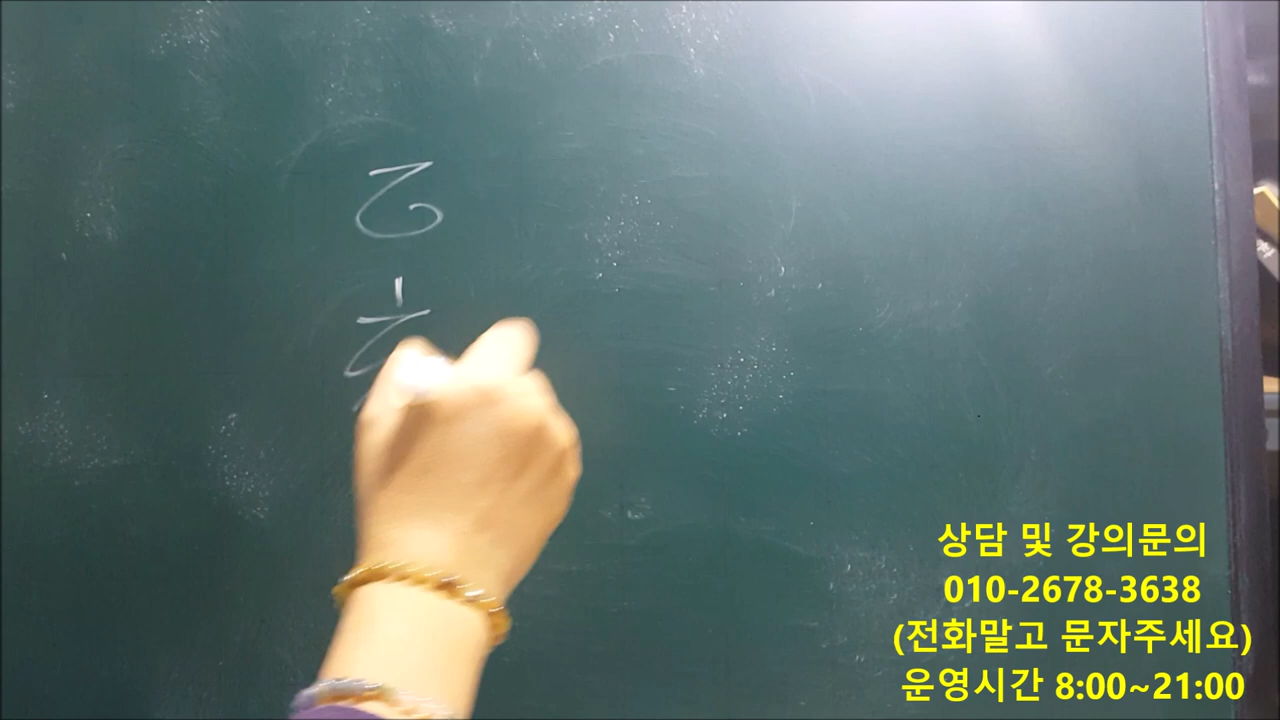 己
상담 및 강의문의
010-2678-3638
(전화말고 문자주세요)
운영시간 8:00~21:00